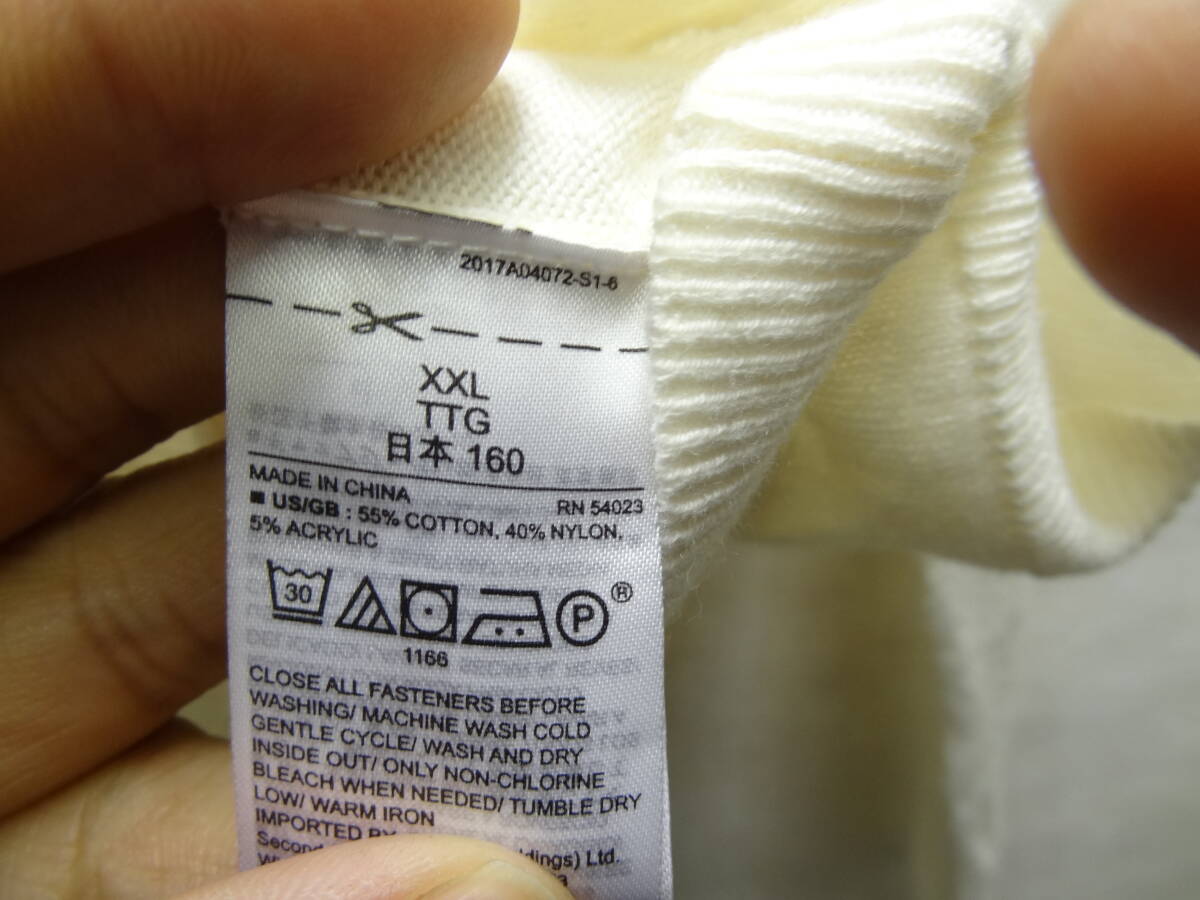 2017A04072-S1-6
XXL
TTG
日本 160
MADE IN CHINA
RN 54023
■ US/GB : 55% COTTON, 40% NYLON,
5% ACRYLIC
30
P
®
1166
CLOSE ALL FASTENERS BEFORE
WASHING/ MACHINE WASH COLD
GENTLE CYCLE/ WASH AND DRY
INSIDE OUT/ ONLY NON-CHLORINE
BLEACH WHEN NEEDED/ TUMBLE DRY
LOW/ WARM IRON
IMPORTED
Ltd.